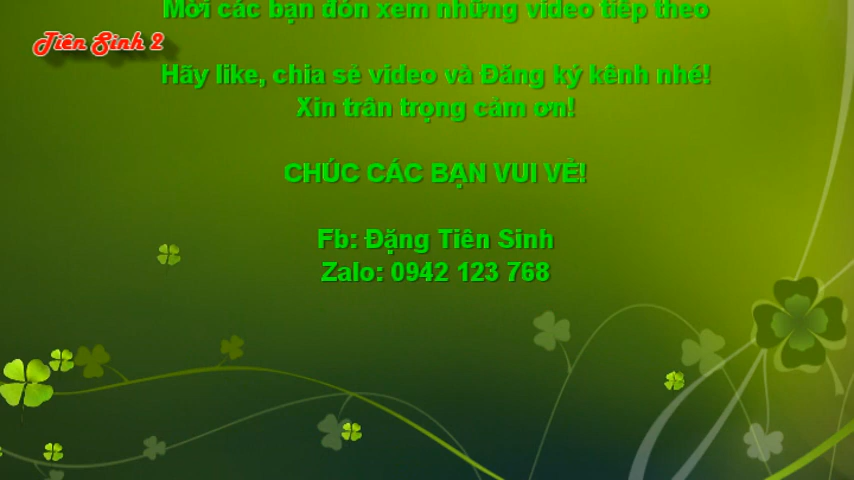 Mời các bạn đón xem những video tiếp theo
Tiên Sinh 2
Hãy like, chia sẻ video và Đăng ký kênh nhé!
Xin trân trọng cảm ơn!
CHÚC CÁC BẠN VUI VẺ!
Fb: Đặng Tiên Sinh
Zalo: 0942 123 768